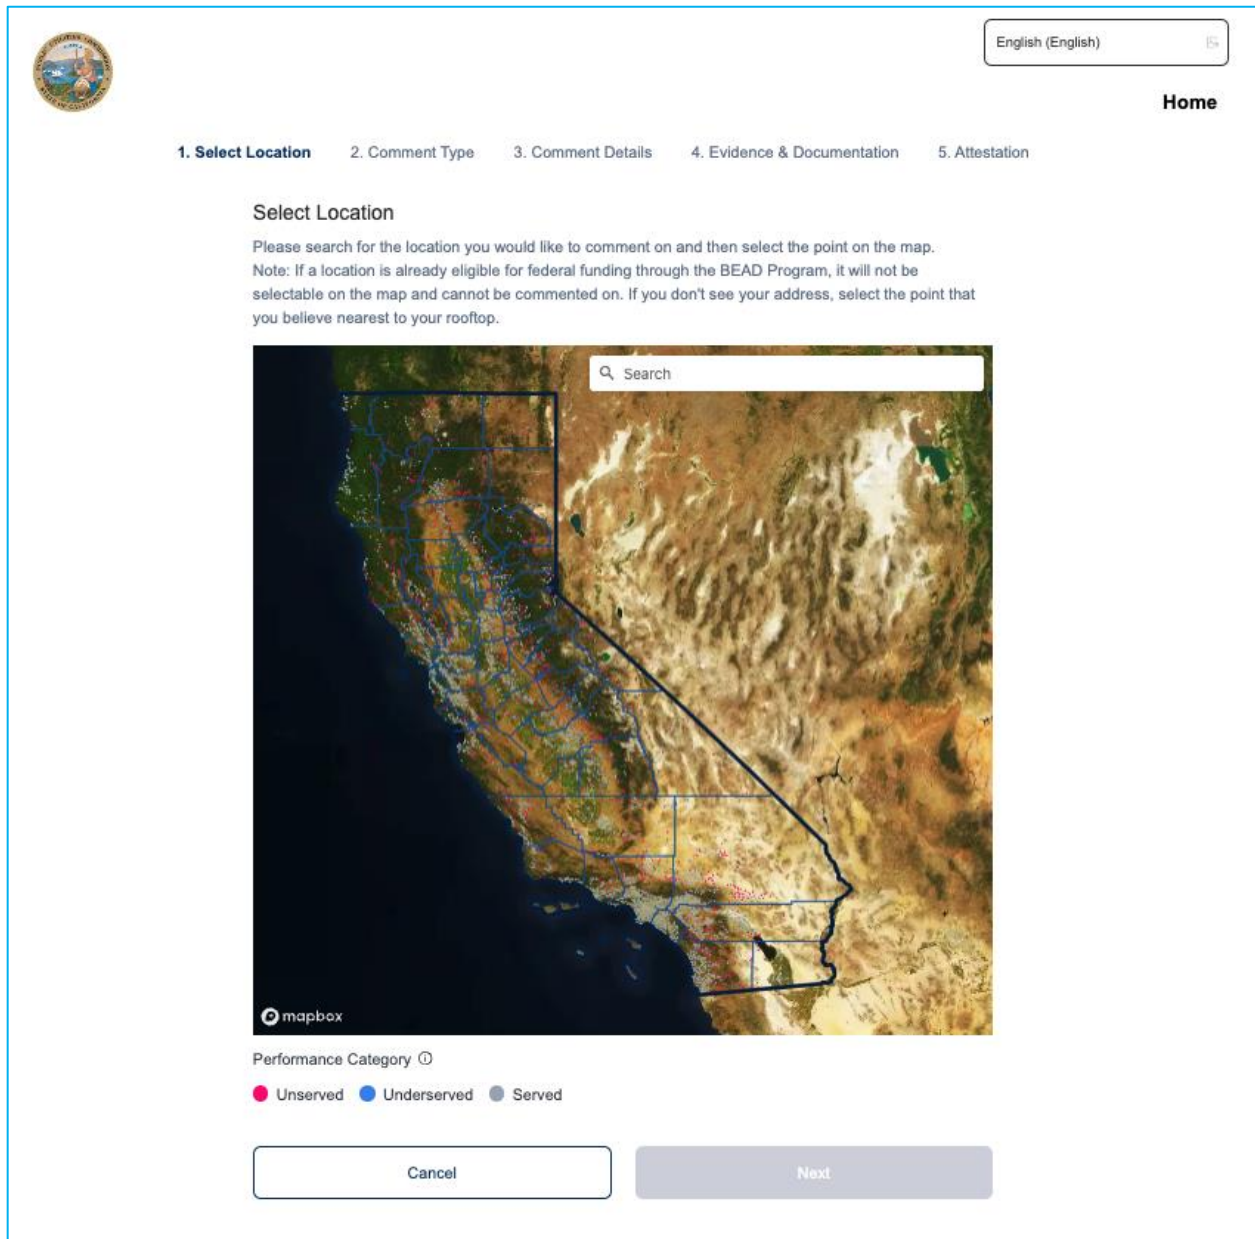 English (English)
Home
1. Select Location
2. Comment Type
3. Comment Details
4. Evidence & Documentation
5. Attestation
Select Location
Please search for the location you would like to comment on and then select the point on the map.
Note: If a location is already eligible for federal funding through the BEAD Program, it will not be
selectable on the map and cannot be commented on. If you don't see your address, select the point that
you believe nearest to your rooftop.
Search
mapbox
Performance Category
Unserved
Underserved
Served
Cancel
Next